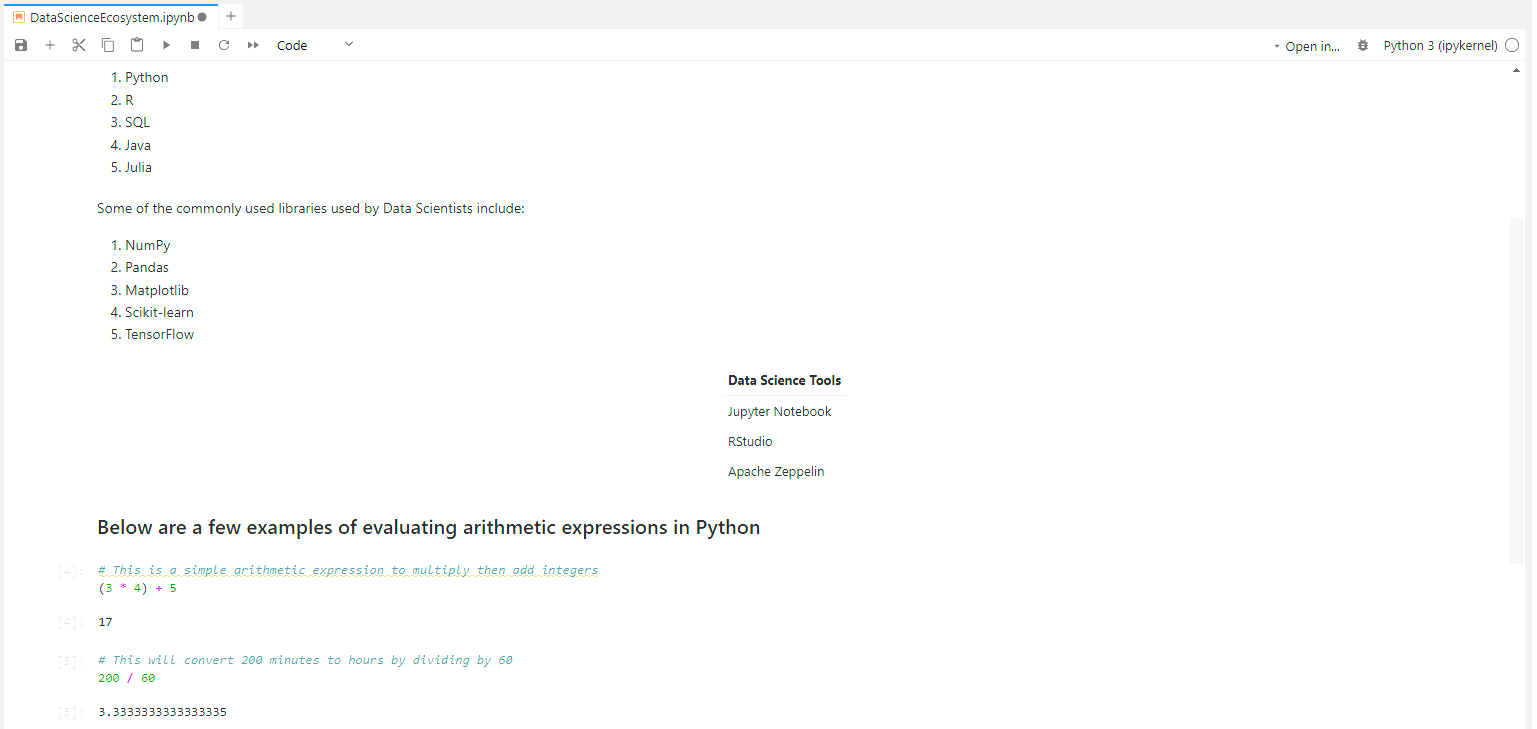 DataScienceEcosystem.ipynb
Code
Open in...
Python 3 (ipykernel)
1. Python
2. R
3. SQL
4. Java
5. Julia
Some of the commonly used libraries used by Data Scientists include:
1. NumPy
2. Pandas
3. Matplotlib
4. Scikit-learn
5. TensorFlow
Data Science Tools
Jupyter Notebook
RStudio
Apache Zeppelin
Below are a few examples of evaluating arithmetic expressions in Python
[4]: # This is a simple arithmetic expression to multiply then add integers
(3 * 4) + 5
[4]: 17
[5]: # This will convert 200 minutes to hours by dividing by 60
200 / 60
[5]: 3.3333333333333335